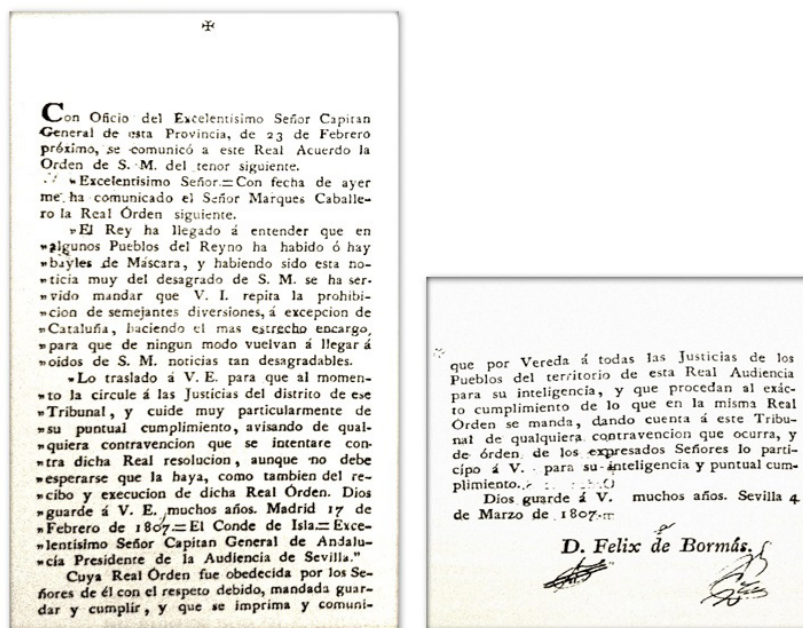 ✠
Con Oficio del Excelentísimo Señor Capitan
General de esta Provincia, de 23 de Febrero
próximo, se comunicó a este Real Acuerdo la
Orden de S. M. del tenor siguiente.
"Excelentísimo Señor.=Con fecha de ayer
me ha comunicado el Señor Marques Caballe-
ro la Real Órden siguiente.
"El Rey ha llegado á entender que en
"algunos Pueblos del Reyno ha habido ó hay
"bayles de Máscara, y habiendo sido esta no-
"ticia muy del desagrado de S. M. se ha ser-
"vido mandar que V. I. repita la prohibi-
"cion de semejantes diversiones, á excepcion de
"Cataluña, haciendo el mas estrecho encargo,
"para que de ningun modo vuelvan á llegar á
"oidos de S. M. noticias tan desagradables.
"Lo traslado á V. E. para que al momen-
"to la circule á las Justicias del distrito de ese
"Tribunal, y cuide muy particularmente de
"su puntual cumplimiento, avisando de qual-
"quiera contravencion que se intentare con-
"tra dicha Real resolucion, aunque no debe
"esperarse que la haya, como tambien del re-
"cibo y execucion de dicha Real Órden. Dios
"guarde á V. E. muchos años. Madrid 17 de
"Febrero de 1807.=El Conde de Isla.=Exce-
"lentísimo Señor Capitan General de Andalu-
"cía Presidente de la Audiencia de Sevilla."
Cuya Real Órden fue obedecida por los Se-
ñores de él con el respeto debido, mandada guar-
dar y cumplir, y que se imprima y comuni-
que por Vereda á todas las Justicias de los
Pueblos del territorio de esta Real Audiencia
para su inteligencia, y que procedan al exâc-
to cumplimiento de lo que en la misma Real
Órden se manda, dando cuenta á este Tribu-
nal de qualquiera contravencion que ocurra, y
de órden de los expresados Señores lo parti-
cipo á V. para su inteligencia y puntual cum-
plimiento.
Dios guarde á V. muchos años. Sevilla 4
de Marzo de 1807.=
D. Felix de Bormás.